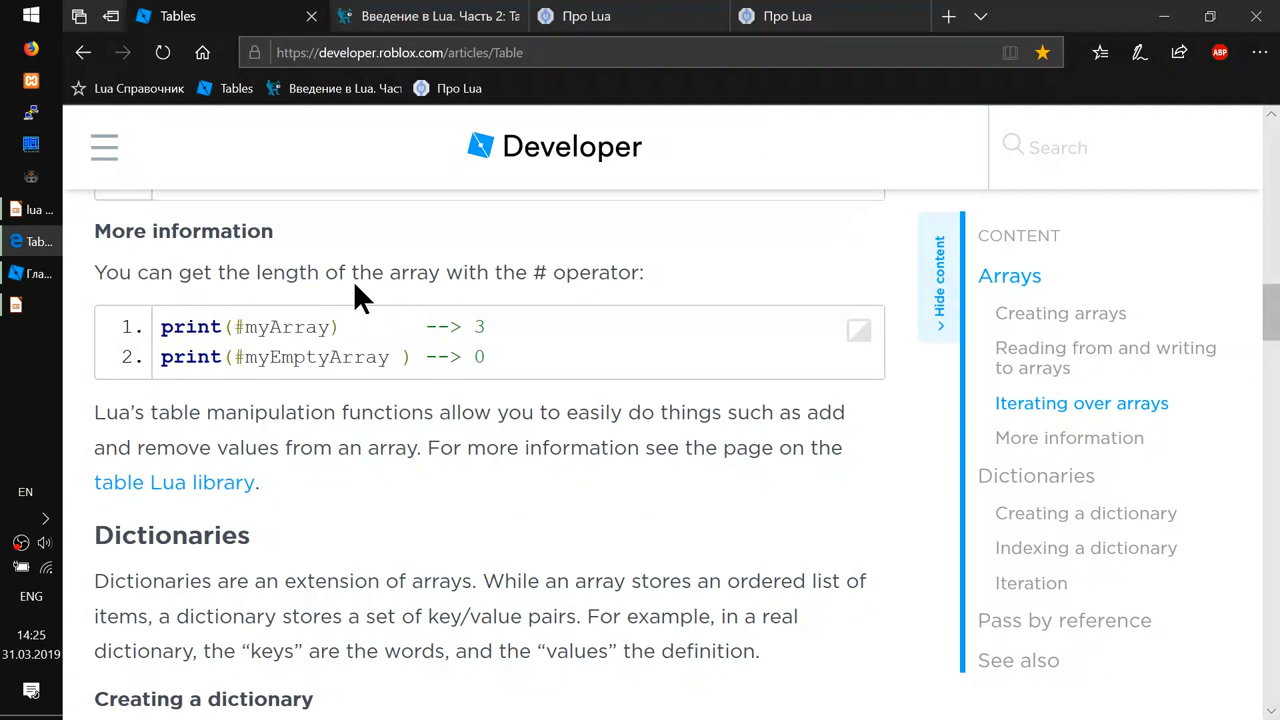 Tables
Введение в Lua. Часть 2: Та
Про Lua
Про Lua
https://developer.roblox.com/articles/Table
ABP
Lua Справочник
Tables
Введение в Lua. Част
Про Lua
Developer
Search
More information
You can get the length of the array with the # operator:
1. print(#myArray) --> 3
2. print(#myEmptyArray ) --> 0
Lua’s table manipulation functions allow you to easily do things such as add
and remove values from an array. For more information see the page on the
table Lua library.
Dictionaries
Dictionaries are an extension of arrays. While an array stores an ordered list of
items, a dictionary stores a set of key/value pairs. For example, in a real
dictionary, the “keys” are the words, and the “values” the definition.
Creating a dictionary
Hide content
CONTENT
Arrays
Creating arrays
Reading from and writing
to arrays
Iterating over arrays
More information
Dictionaries
Creating a dictionary
Indexing a dictionary
Iteration
Pass by reference
See also
lua ...
Tab...
Гла...
EN
ENG
14:25
31.03.2019